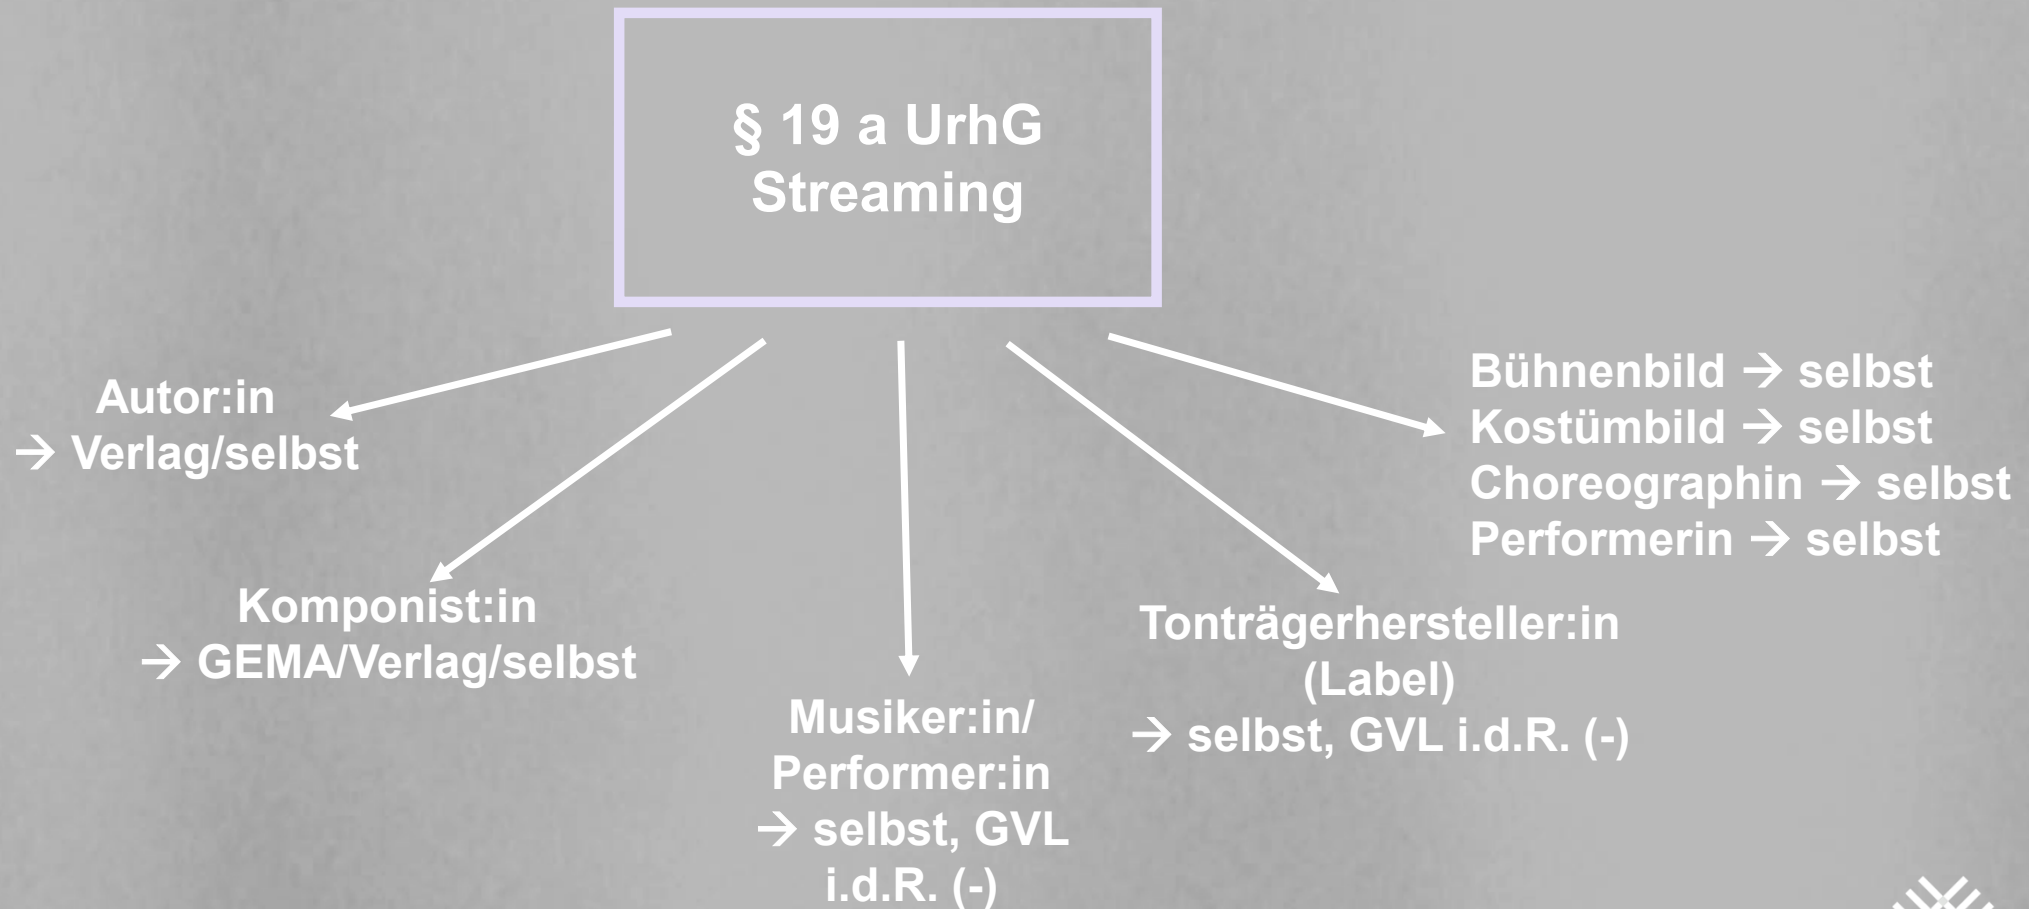 § 19 a UrhG
Streaming
Autor:in
→ Verlag/selbst
Komponist:in
→ GEMA/Verlag/selbst
Musiker:in/
Performer:in
→ selbst, GVL
i.d.R. (-)
Tonträgerhersteller:in
(Label)
→ selbst, GVL i.d.R. (-)
Bühnenbild → selbst
Kostümbild → selbst
Choreographin → selbst
Performerin → selbst